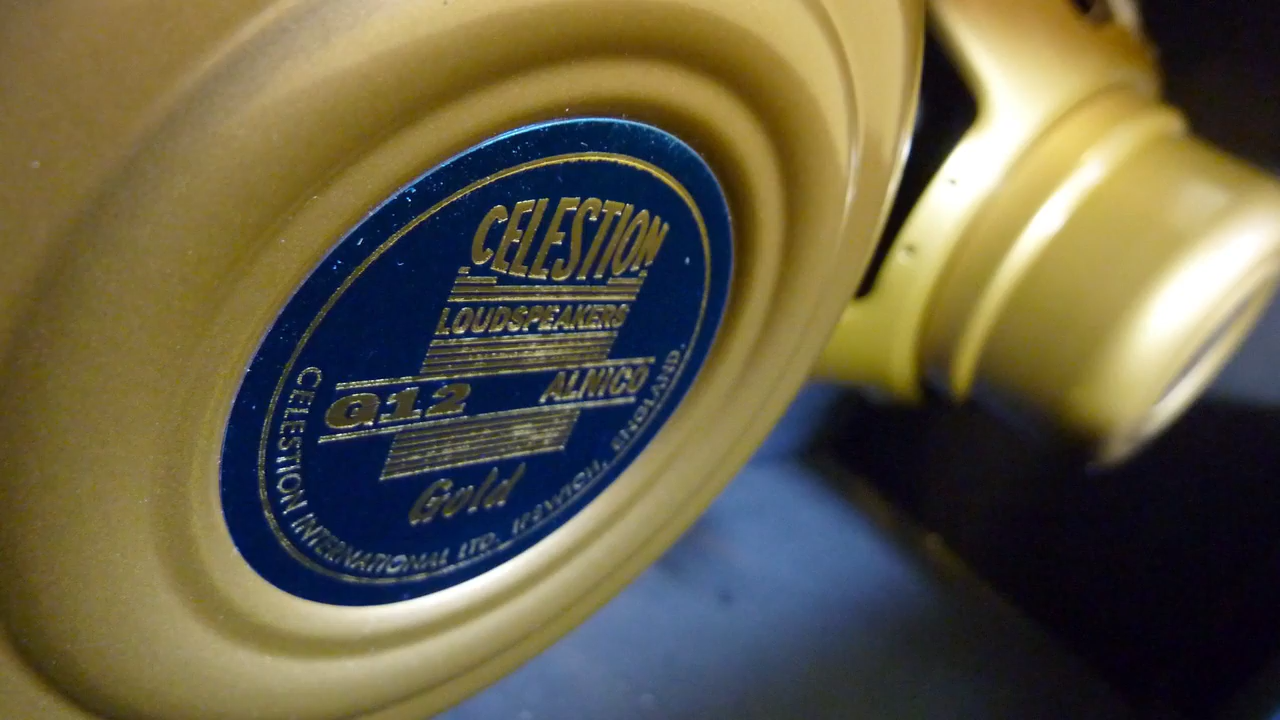 CELESTION
LOUDSPEAKERS
G12 ALNICO
Gold
CELESTION INTERNATIONAL LTD. IPSWICH, ENGLAND.